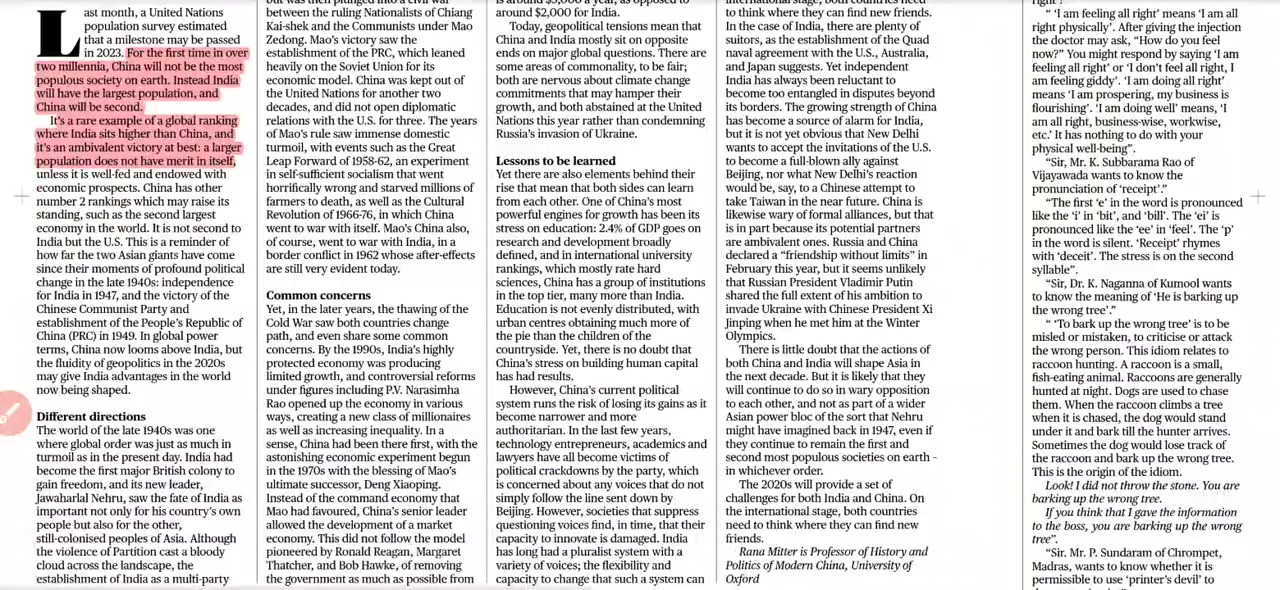 Last month, a United Nations
population survey estimated
that a milestone may be passed
in 2023. For the first time in over
two millennia, China will not be the most
populous society on earth. Instead India
will have the largest population, and
China will be second.
It's a rare example of a global ranking
where India sits higher than China, and
it's an ambivalent victory at best: a larger
population does not have merit in itself,
unless it is well-fed and endowed with
economic prospects. China has other
number 2 rankings which may raise its
standing, such as the second largest
economy in the world. It is not second to
India but the U.S. This is a reminder of
how far the two Asian giants have come
since their moments of profound political
change in the late 1940s: independence
for India in 1947, and the victory of the
Chinese Communist Party and
establishment of the People's Republic of
China (PRC) in 1949. In global power
terms, China now looms above India, but
the fluidity of geopolitics in the 2020s
may give India advantages in the world
now being shaped.
Different directions
The world of the late 1940s was one
where global order was just as much in
turmoil as in the present day. India had
become the first major British colony to
gain freedom, and its new leader,
Jawaharlal Nehru, saw the fate of India as
important not only for his country's own
people but also for the other,
still-colonised peoples of Asia. Although
the violence of Partition cast a bloody
cloud across the landscape, the
establishment of India as a multi-party
but was then plunged into a civil war
between the ruling Nationalists of Chiang
Kai-shek and the Communists under Mao
Zedong. Mao's victory saw the
establishment of the PRC, which leaned
heavily on the Soviet Union for its
economic model. China was kept out of
the United Nations for another two
decades, and did not open diplomatic
relations with the U.S. for three. The years
of Mao's rule saw immense domestic
turmoil, with events such as the Great
Leap Forward of 1958-62, an experiment
in self-sufficient socialism that went
horrifically wrong and starved millions of
farmers to death, as well as the Cultural
Revolution of 1966-76, in which China
went to war with itself. Mao's China also,
of course, went to war with India, in a
border conflict in 1962 whose after-effects
are still very evident today.
Common concerns
Yet, in the later years, the thawing of the
Cold War saw both countries change
path, and even share some common
concerns. By the 1990s, India's highly
protected economy was producing
limited growth, and controversial reforms
under figures including P.V. Narasimha
Rao opened up the economy in various
ways, creating a new class of millionaires
as well as increasing inequality. In a
sense, China had been there first, with the
astonishing economic experiment begun
in the 1970s with the blessing of Mao's
ultimate successor, Deng Xiaoping.
Instead of the command economy that
Mao had favoured, China's senior leader
allowed the development of a market
economy. This did not follow the model
pioneered by Ronald Reagan, Margaret
Thatcher, and Bob Hawke, of removing
the government as much as possible from
is around $9,000 a year, as opposed to
around $2,000 for India.
Today, geopolitical tensions mean that
China and India mostly sit on opposite
ends on major global questions. There are
some areas of commonality, to be fair;
both are nervous about climate change
commitments that may hamper their
growth, and both abstained at the United
Nations this year rather than condemning
Russia's invasion of Ukraine.
Lessons to be learned
Yet there are also elements behind their
rise that mean that both sides can learn
from each other. One of China's most
powerful engines for growth has been its
stress on education: 2.4% of GDP goes on
research and development broadly
defined, and in international university
rankings, which mostly rate hard
sciences, China has a group of institutions
in the top tier, many more than India.
Education is not evenly distributed, with
urban centres obtaining much more of
the pie than the children of the
countryside. Yet, there is no doubt that
China's stress on building human capital
has had results.
However, China's current political
system runs the risk of losing its gains as it
become narrower and more
authoritarian. In the last few years,
technology entrepreneurs, academics and
lawyers have all become victims of
political crackdowns by the party, which
is concerned about any voices that do not
simply follow the line sent down by
Beijing. However, societies that suppress
questioning voices find, in time, that their
capacity to innovate is damaged. India
has long had a pluralist system with a
variety of voices; the flexibility and
capacity to change that such a system can
international stage, both countries need
to think where they can find new friends.
In the case of India, there are plenty of
suitors, as the establishment of the Quad
naval agreement with the U.S., Australia,
and Japan suggests. Yet independent
India has always been reluctant to
become too entangled in disputes beyond
its borders. The growing strength of China
has become a source of alarm for India,
but it is not yet obvious that New Delhi
wants to accept the invitations of the U.S.
to become a full-blown ally against
Beijing, nor what New Delhi's reaction
would be, say, to a Chinese attempt to
take Taiwan in the near future. China is
likewise wary of formal alliances, but that
is in part because its potential partners
are ambivalent ones. Russia and China
declared a “friendship without limits” in
February this year, but it seems unlikely
that Russian President Vladimir Putin
shared the full extent of his ambition to
invade Ukraine with Chinese President Xi
Jinping when he met him at the Winter
Olympics.
There is little doubt that the actions of
both China and India will shape Asia in
the next decade. But it is likely that they
will continue to do so in wary opposition
to each other, and not as part of a wider
Asian power bloc of the sort that Nehru
might have imagined back in 1947, even if
they continue to remain the first and
second most populous societies on earth -
in whichever order.
The 2020s will provide a set of
challenges for both India and China. On
the international stage, both countries
need to think where they can find new
friends.
Rana Mitter is Professor of History and
Politics of Modern China, University of
Oxford
right'?”
“ ‘I am feeling all right’ means ‘I am all
right physically’. After giving the injection
the doctor may ask, “How do you feel
now?” You might respond by saying ‘I am
feeling all right’ or ‘I don't feel all right, I
am feeling giddy’. ‘I am doing all right’
means ‘I am prospering, my business is
flourishing’. ‘I am doing well’ means, ‘I
am all right, business-wise, workwise,
etc.’ It has nothing to do with your
physical well-being”.
“Sir, Mr. K. Subbarama Rao of
Vijayawada wants to know the
pronunciation of ‘receipt’.”
“The first ‘e’ in the word is pronounced
like the ‘i’ in ‘bit’, and ‘bill’. The ‘ei’ is
pronounced like the ‘ee’ in ‘feel’. The ‘p’
in the word is silent. ‘Receipt’ rhymes
with ‘deceit’. The stress is on the second
syllable”.
“Sir, Dr. K. Naganna of Kumool wants
to know the meaning of ‘He is barking up
the wrong tree’.”
“ ‘To bark up the wrong tree’ is to be
misled or mistaken, to criticise or attack
the wrong person. This idiom relates to
raccoon hunting. A raccoon is a small,
fish-eating animal. Raccoons are generally
hunted at night. Dogs are used to chase
them. When the raccoon climbs a tree
when it is chased, the dog would stand
under it and bark till the hunter arrives.
Sometimes the dog would lose track of
the raccoon and bark up the wrong tree.
This is the origin of the idiom.
Look! I did not throw the stone. You are
barking up the wrong tree.
If you think that I gave the information
to the boss, you are barking up the wrong
tree”.
“Sir. Mr. P. Sundaram of Chrompet,
Madras, wants to know whether it is
permissible to use ‘printer's devil’ to